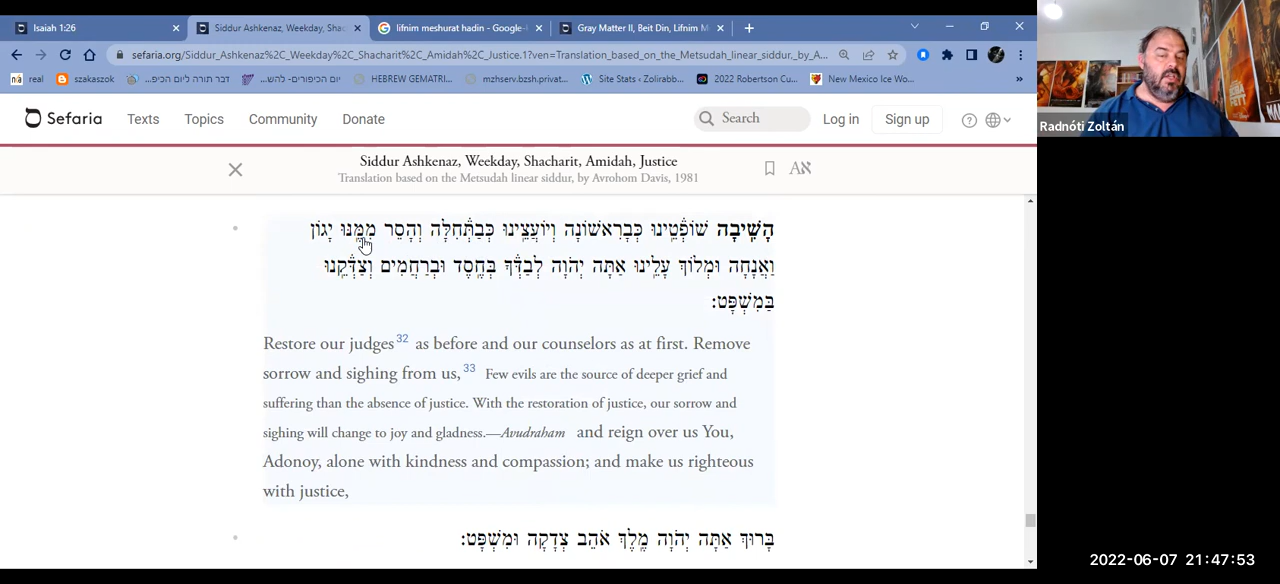 Isaiah 1:26
Siddur Ashkenaz, Weekday, Shac
lifnim meshurat hadin - Google
Gray Matter II, Beit Din, Lifnim M
sefaria.org/Siddur_Ashkenaz%2C_Weekday%2C_Shacharit%2C_Amidah%2C_Justice.1?ven=Translation_based_on_the_Metsudah_linear_siddur,_by_A...
real
szakaszok
דבר תורה ליום הכיפ...
יום הכיפורים- להש...
HEBREW GEMATRI...
mzhserv.bzsh.privat...
Site Stats ‹ Zolirabb...
2022 Robertson Cu...
New Mexico Ice Wo...
»
Sefaria
Texts
Topics
Community
Donate
Search
Log in
Sign up
Siddur Ashkenaz, Weekday, Shacharit, Amidah, Justice
Translation based on the Metsudah linear siddur, by Avrohom Davis, 1981
Radnóti Zoltán
הָשִׁיבָה שׁוֹפְטֵינוּ כְּבָרִאשׁוֹנָה וְיוֹעֲצֵינוּ כְּבַתְּ֒חִלָּה וְהָסֵר מִמֶּנּוּ יָגוֹן
וַאֲנָחָה וּמְלוֹךְ עָלֵינוּ אַתָּה יְהֹוָה לְבַדְּ֒ךָ בְּחֶסֶד וּבְרַחֲמִים וְצַדְּ֒קֵנוּ
בַּמִשְׁפָּט:
Restore our judges 32 as before and our counselors as at first. Remove
sorrow and sighing from us, 33 Few evils are the source of deeper grief and
suffering than the absence of justice. With the restoration of justice, our sorrow and
sighing will change to joy and gladness.—Avudraham and reign over us You,
Adonoy, alone with kindness and compassion; and make us righteous
with justice,
בָּרוּךְ אַתָּה יְהֹוָה מֶֽלֶךְ אֹהֵב צְדָקָה וּמִשְׁפָּט:
2022-06-07 21:47:53